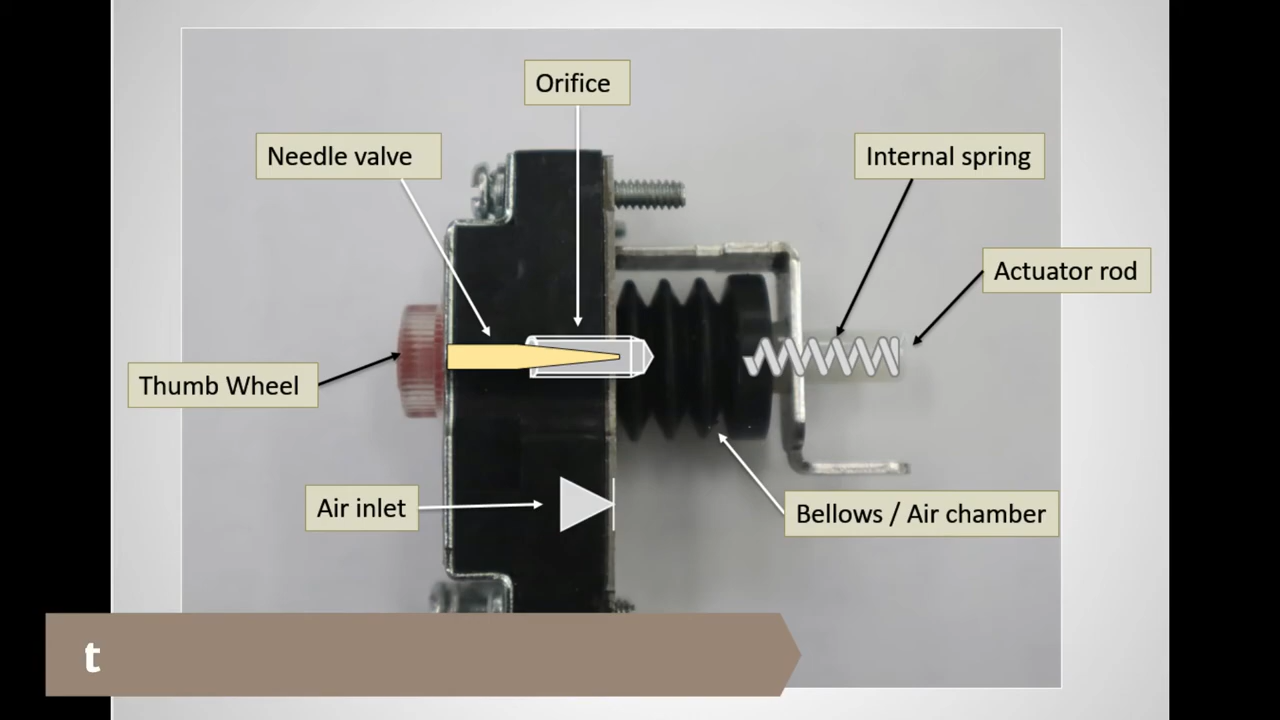 Orifice
Needle valve
Internal spring
Actuator rod
Thumb Wheel
Air inlet
Bellows / Air chamber
t